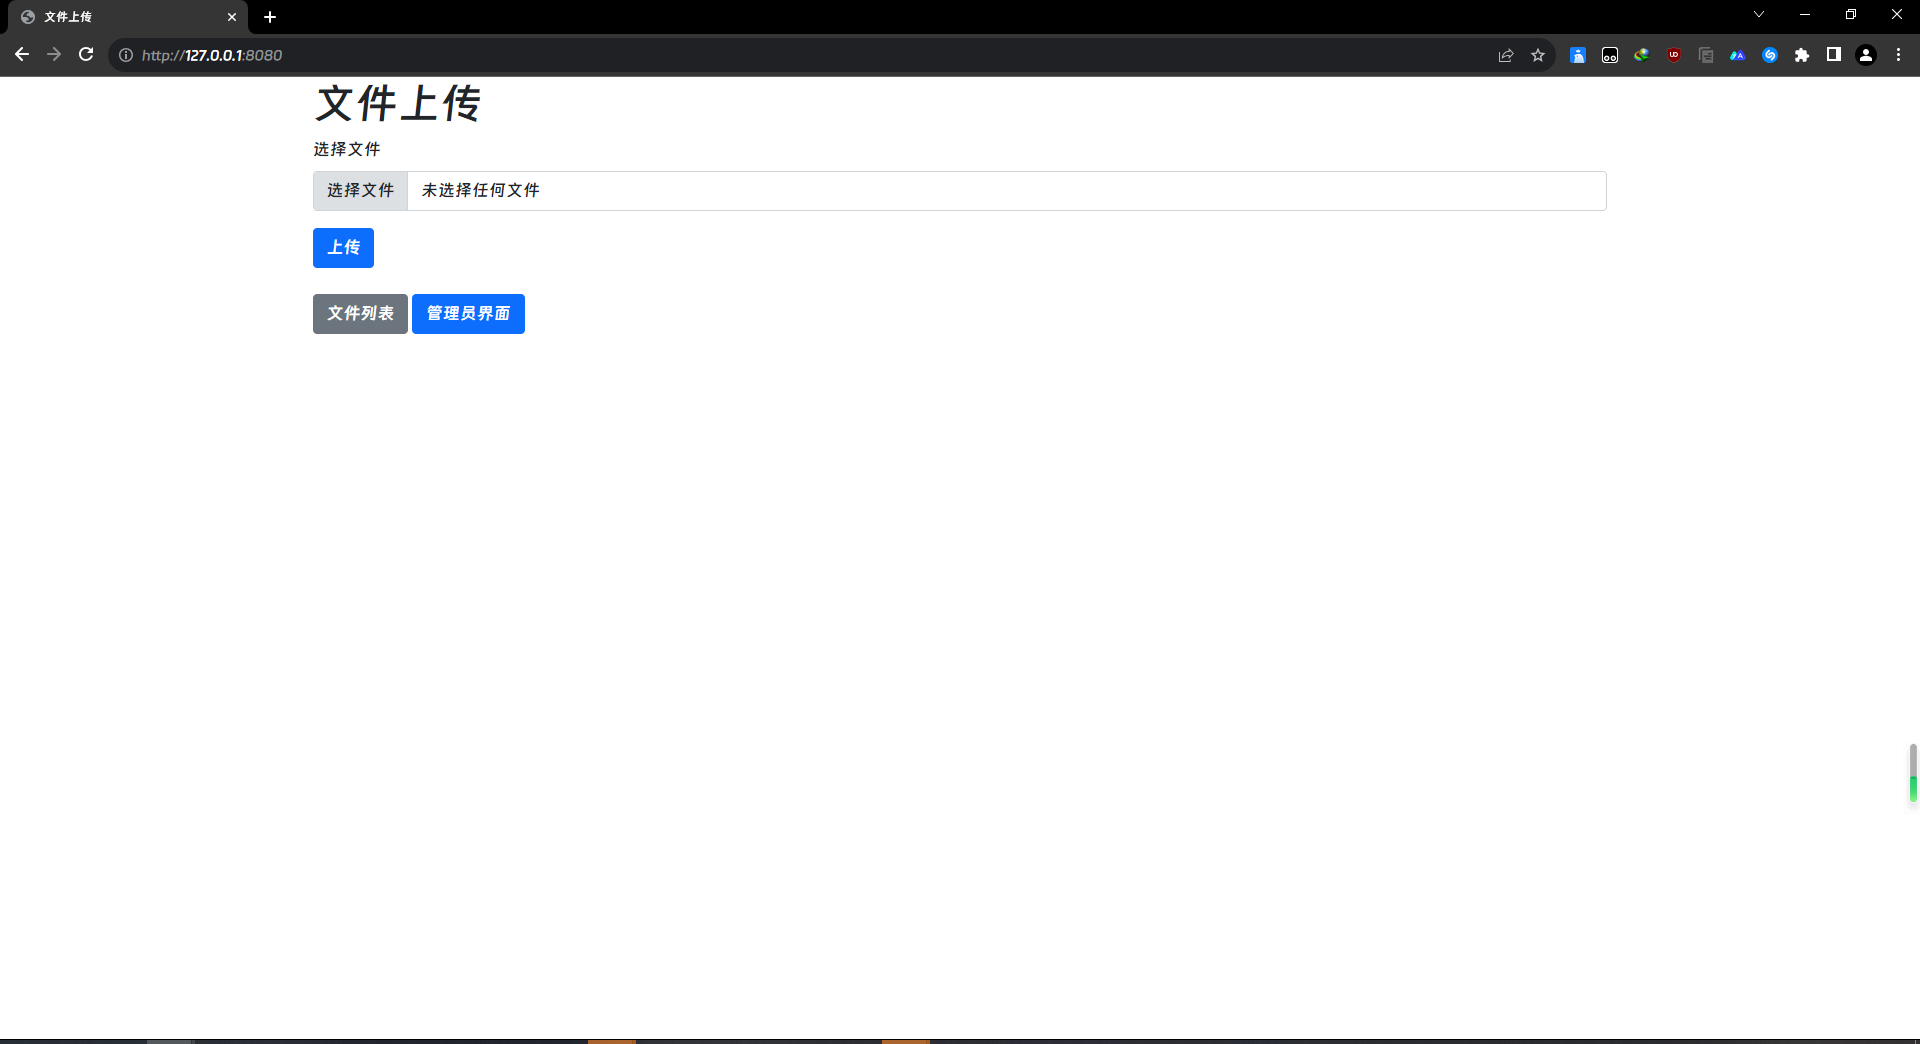 文件上传
http://127.0.0.1:8080
文件上传
选择文件
选择文件 未选择任何文件
上传
文件列表 管理员界面